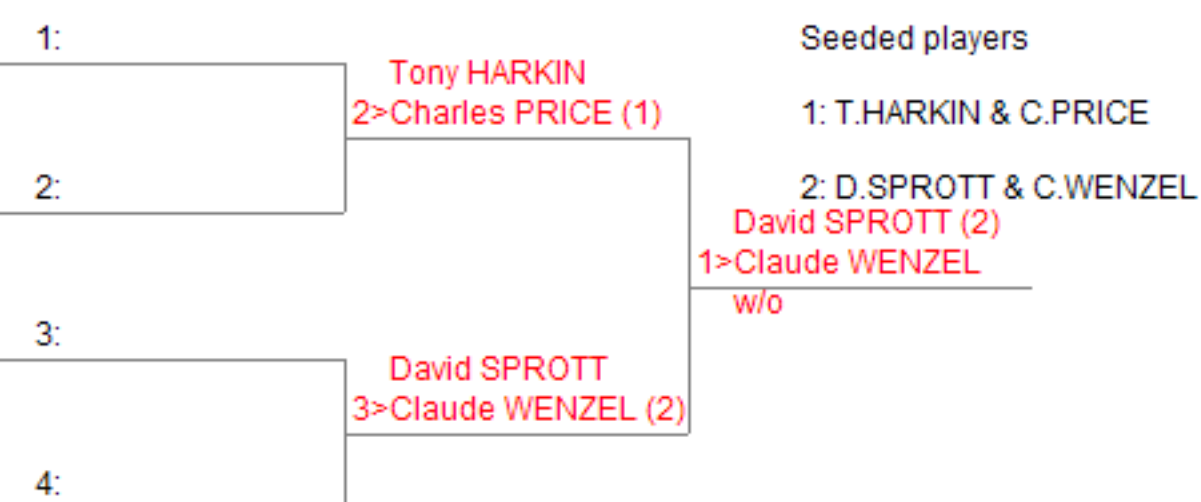 1:
Seeded players
Tony HARKIN
2>Charles PRICE (1)
1: T.HARKIN & C.PRICE
2:
2: D.SPROTT & C.WENZEL
David SPROTT (2)
1>Claude WENZEL
w/o
3:
David SPROTT
3>Claude WENZEL (2)
4: